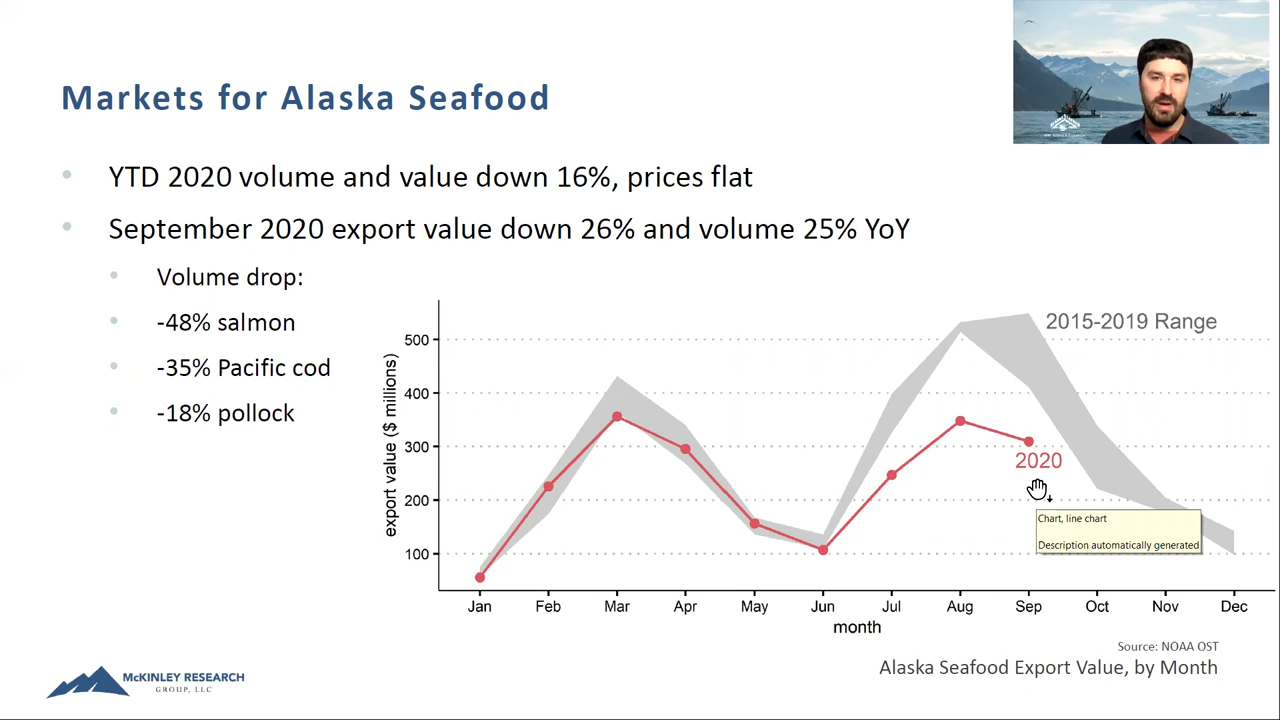 Markets for Alaska Seafood
YTD 2020 volume and value down 16%, prices flat
September 2020 export value down 26% and volume 25% YoY
Volume drop:
-48% salmon
-35% Pacific cod
-18% pollock
export value ($ millions)
500
400
300
200
100
2015-2019 Range
2020
Chart, line chart
Description automatically generated
Jan Feb Mar Apr May Jun Jul Aug Sep Oct Nov Dec
month
Source: NOAA OST
Alaska Seafood Export Value, by Month
McKINLEY RESEARCH
GROUP, LLC